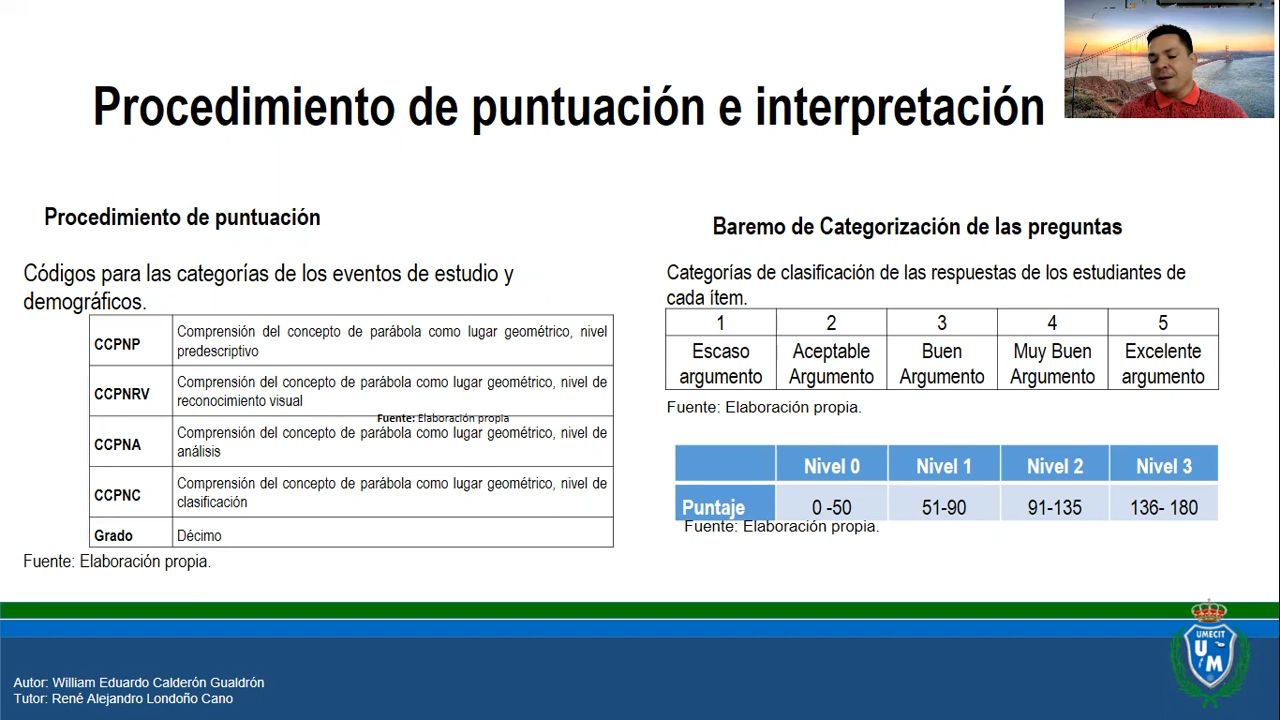 Procedimiento de puntuación e interpretación
Procedimiento de puntuación
Códigos para las categorías de los eventos de estudio y
demográficos.
CCPNP
Comprensión del concepto de parábola como lugar geométrico, nivel
predescriptivo
CCPNRV
Comprensión del concepto de parábola como lugar geométrico, nivel de
reconocimiento visual
Fuente: Elaboración propia
CCPNA
Comprensión del concepto de parábola como lugar geométrico, nivel de
análisis
CCPNC
Comprensión del concepto de parábola como lugar geométrico, nivel de
clasificación
Grado
Décimo
Fuente: Elaboración propia.
Baremo de Categorización de las preguntas
Categorías de clasificación de las respuestas de los estudiantes de
cada ítem.
1 2 3 4 5
Escaso Aceptable Buen Muy Buen Excelente
argumento Argumento Argumento Argumento argumento
Fuente: Elaboración propia.
Nivel 0 Nivel 1 Nivel 2 Nivel 3
Puntaje 0 -50 51-90 91-135 136- 180
Fuente: Elaboración propia.
UMECIT
UM
Autor: William Eduardo Calderón Gualdrón
Tutor: René Alejandro Londoño Cano